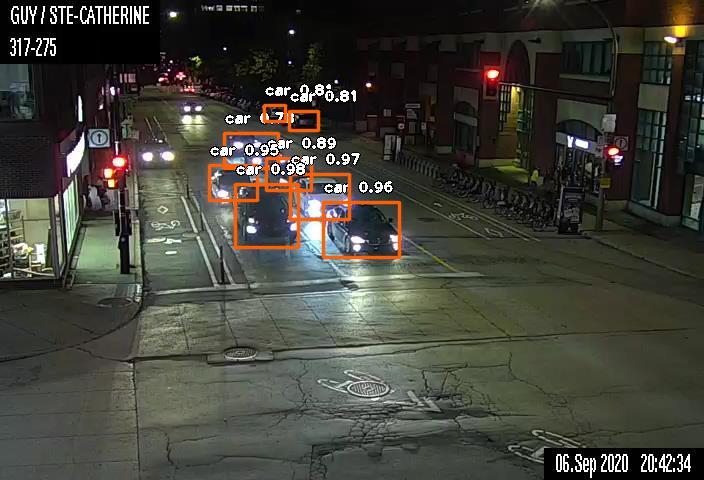 GUY / STE-CATHERINE
317-275
car 0.81
car 0.81
car 0.7
car 0.89
car 0.95
car 0.97
car 0.98
car 0.96
06.Sep 2020 20:42:34